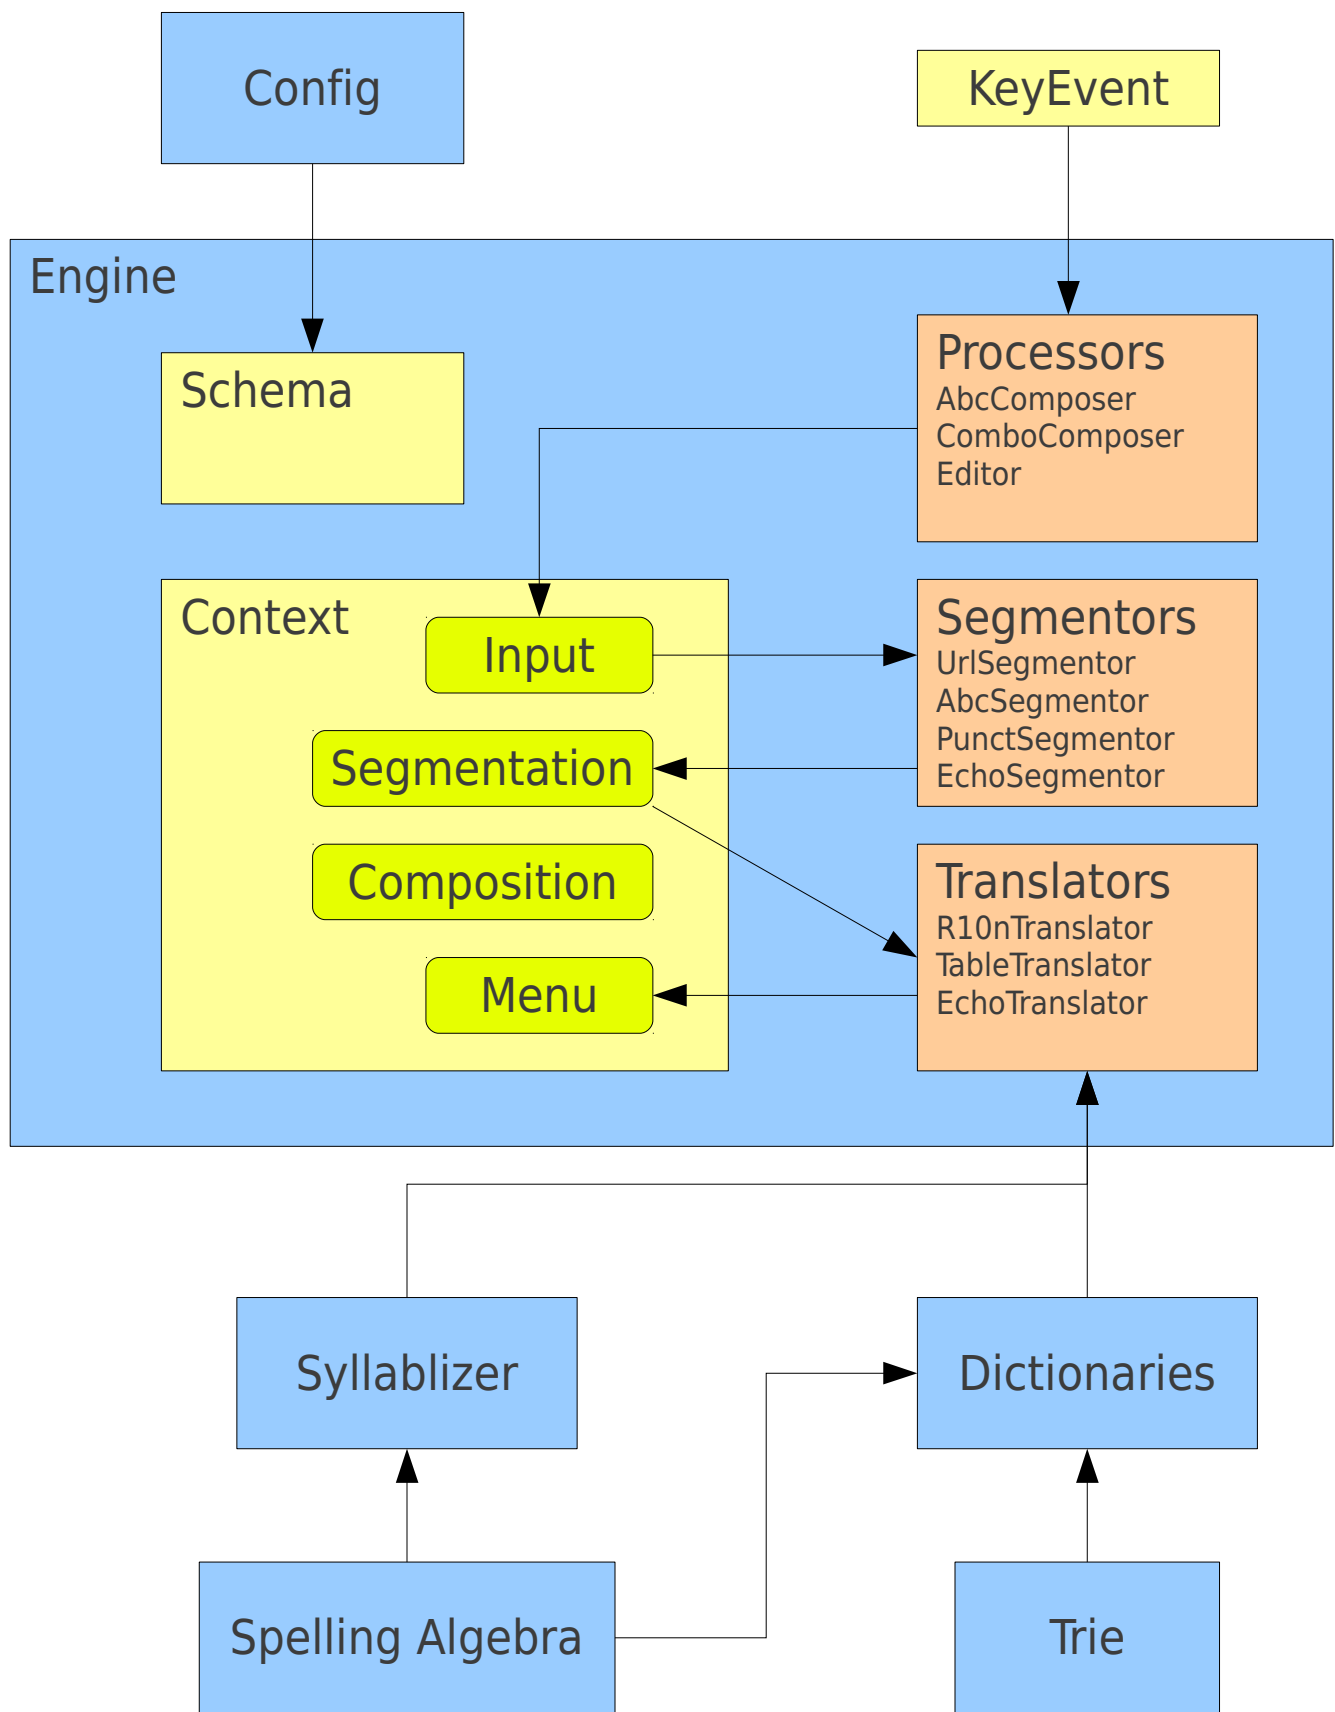 Config
KeyEvent
Engine
Schema
Processors
AbcComposer
ComboComposer
Editor
Context
Input
Segmentation
Composition
Menu
Segmentors
UrlSegmentor
AbcSegmentor
PunctSegmentor
EchoSegmentor
Translators
R10nTranslator
TableTranslator
EchoTranslator
Syllablizer
Dictionaries
Spelling Algebra
Trie